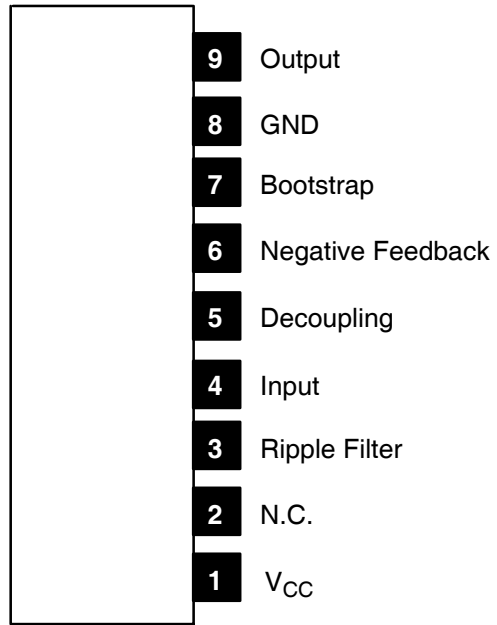 9 Output
8 GND
7 Bootstrap
6 Negative Feedback
5 Decoupling
4 Input
3 Ripple Filter
2 N.C.
1 VCC